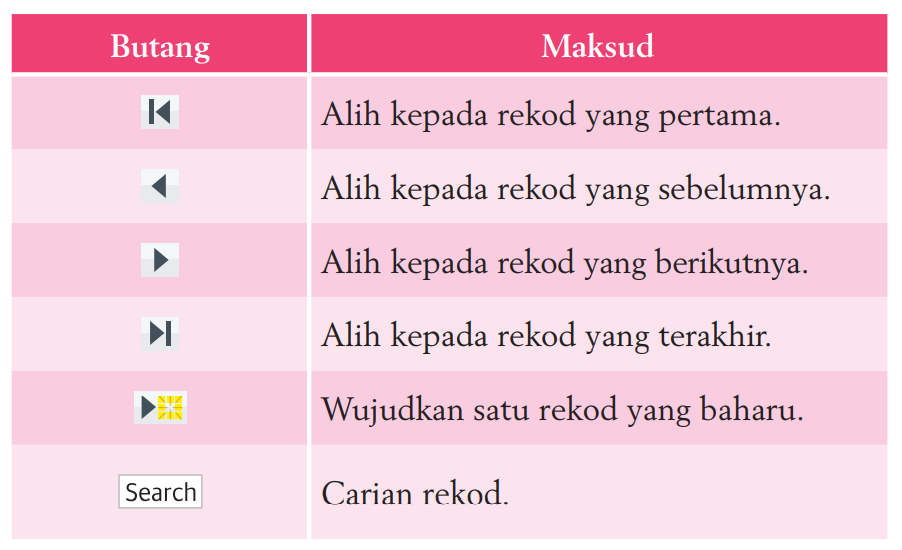 Butang Maksud
Alih kepada rekod yang pertama.
Alih kepada rekod yang sebelumnya.
Alih kepada rekod yang berikutnya.
Alih kepada rekod yang terakhir.
Wujudkan satu rekod yang baharu.
Search Carian rekod.